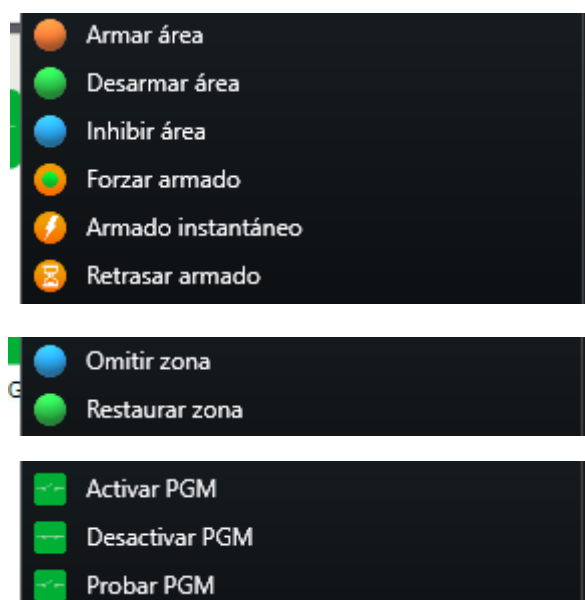 Armar área
Desarmar área
Inhibir área
Forzar armado
Armado instantáneo
Retrasar armado
Omitir zona
Restaurar zona
Activar PGM
Desactivar PGM
Probar PGM